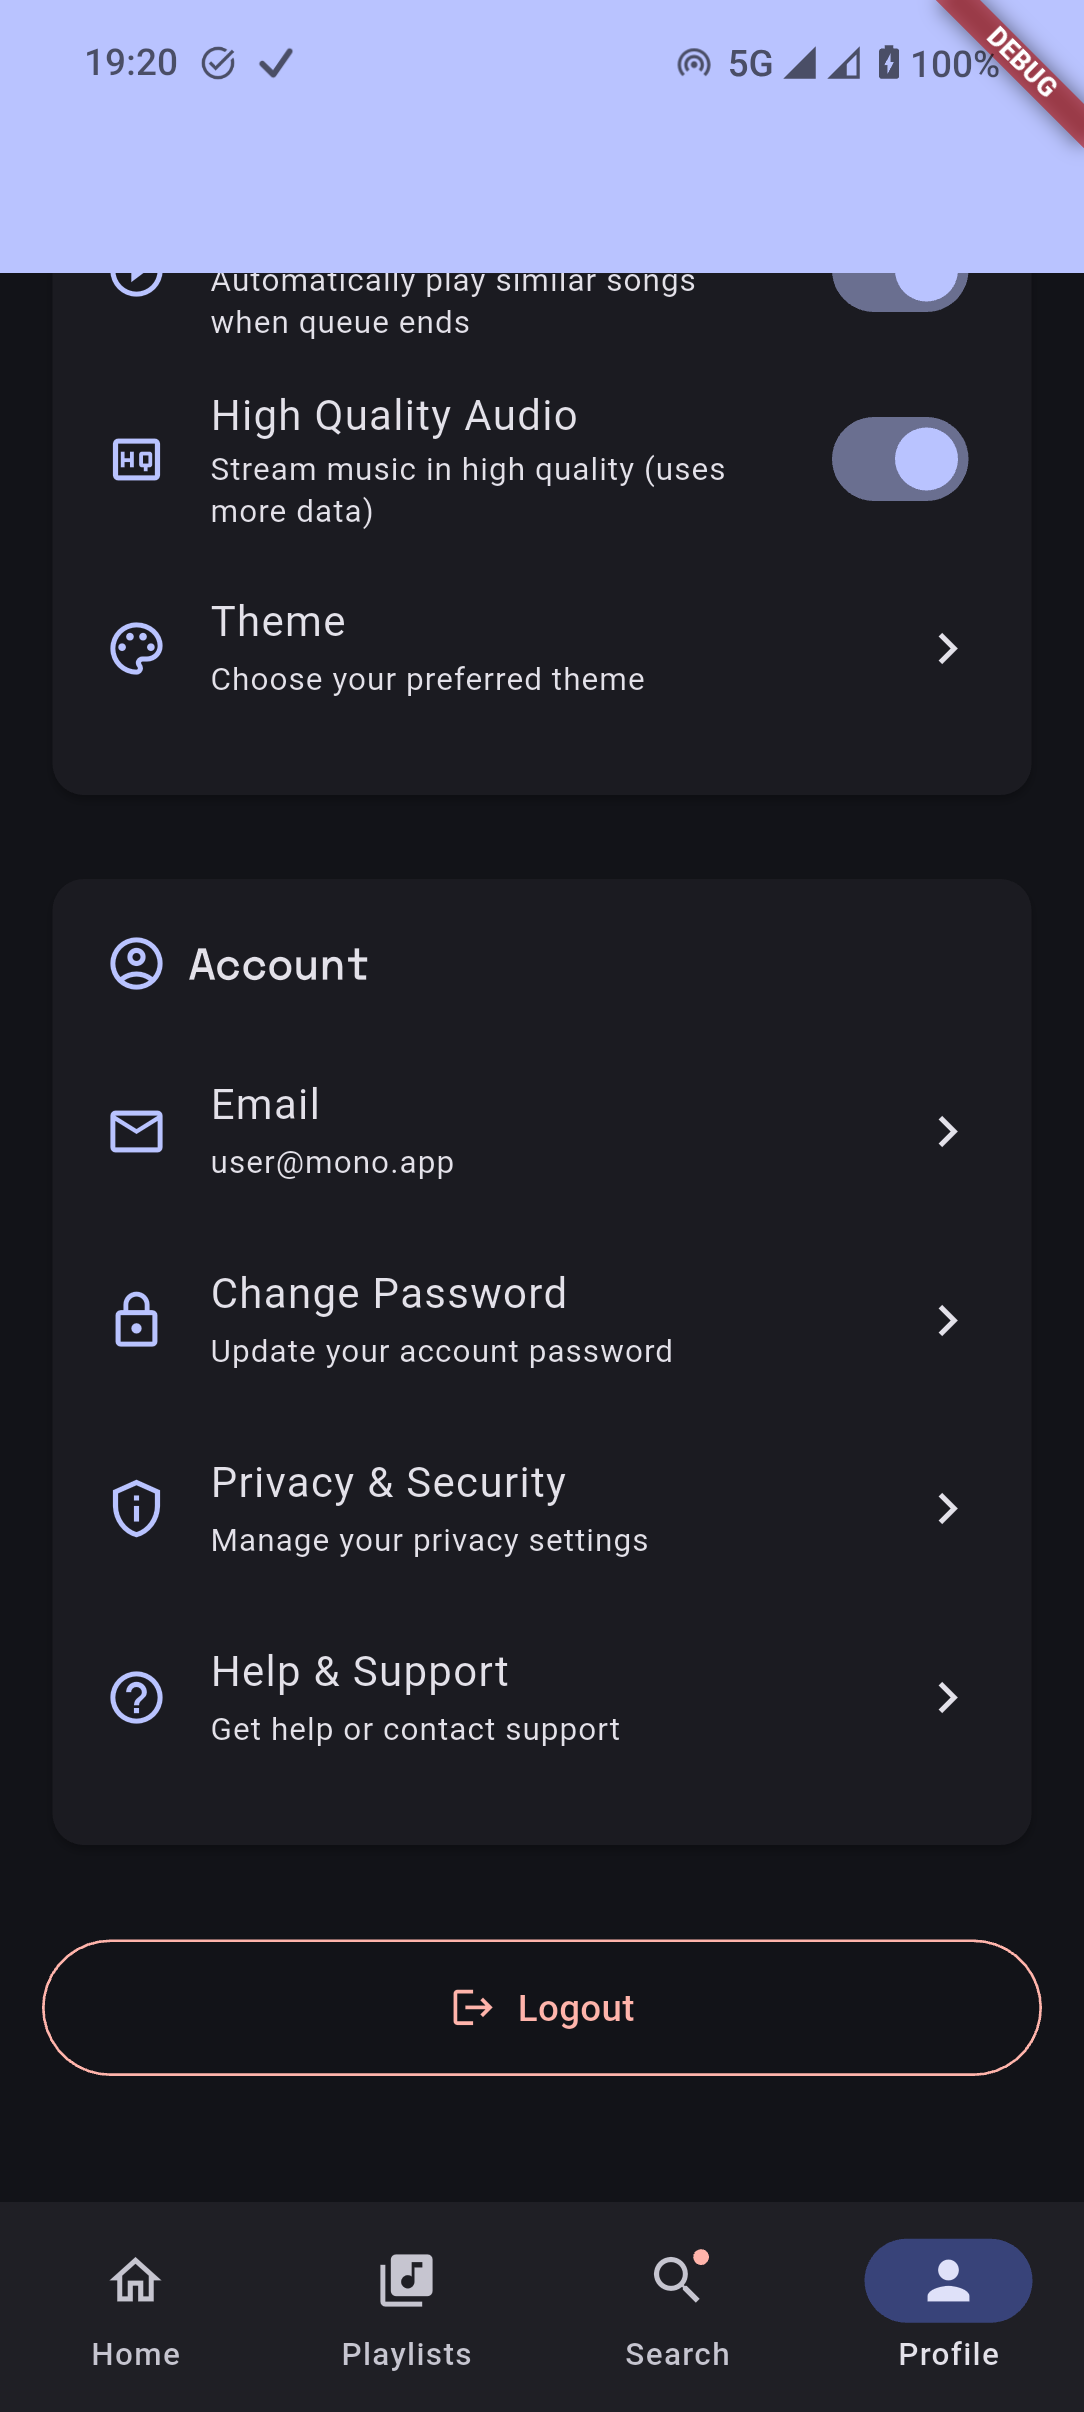 19:20
5G
100%
DEBUG
Automatically play similar songs
when queue ends
High Quality Audio
HQ
Stream music in high quality (uses
more data)
Theme
Choose your preferred theme
Account
Email
user@mono.app
Change Password
Update your account password
Privacy & Security
Manage your privacy settings
Help & Support
Get help or contact support
Logout
Home
Playlists
Search
Profile